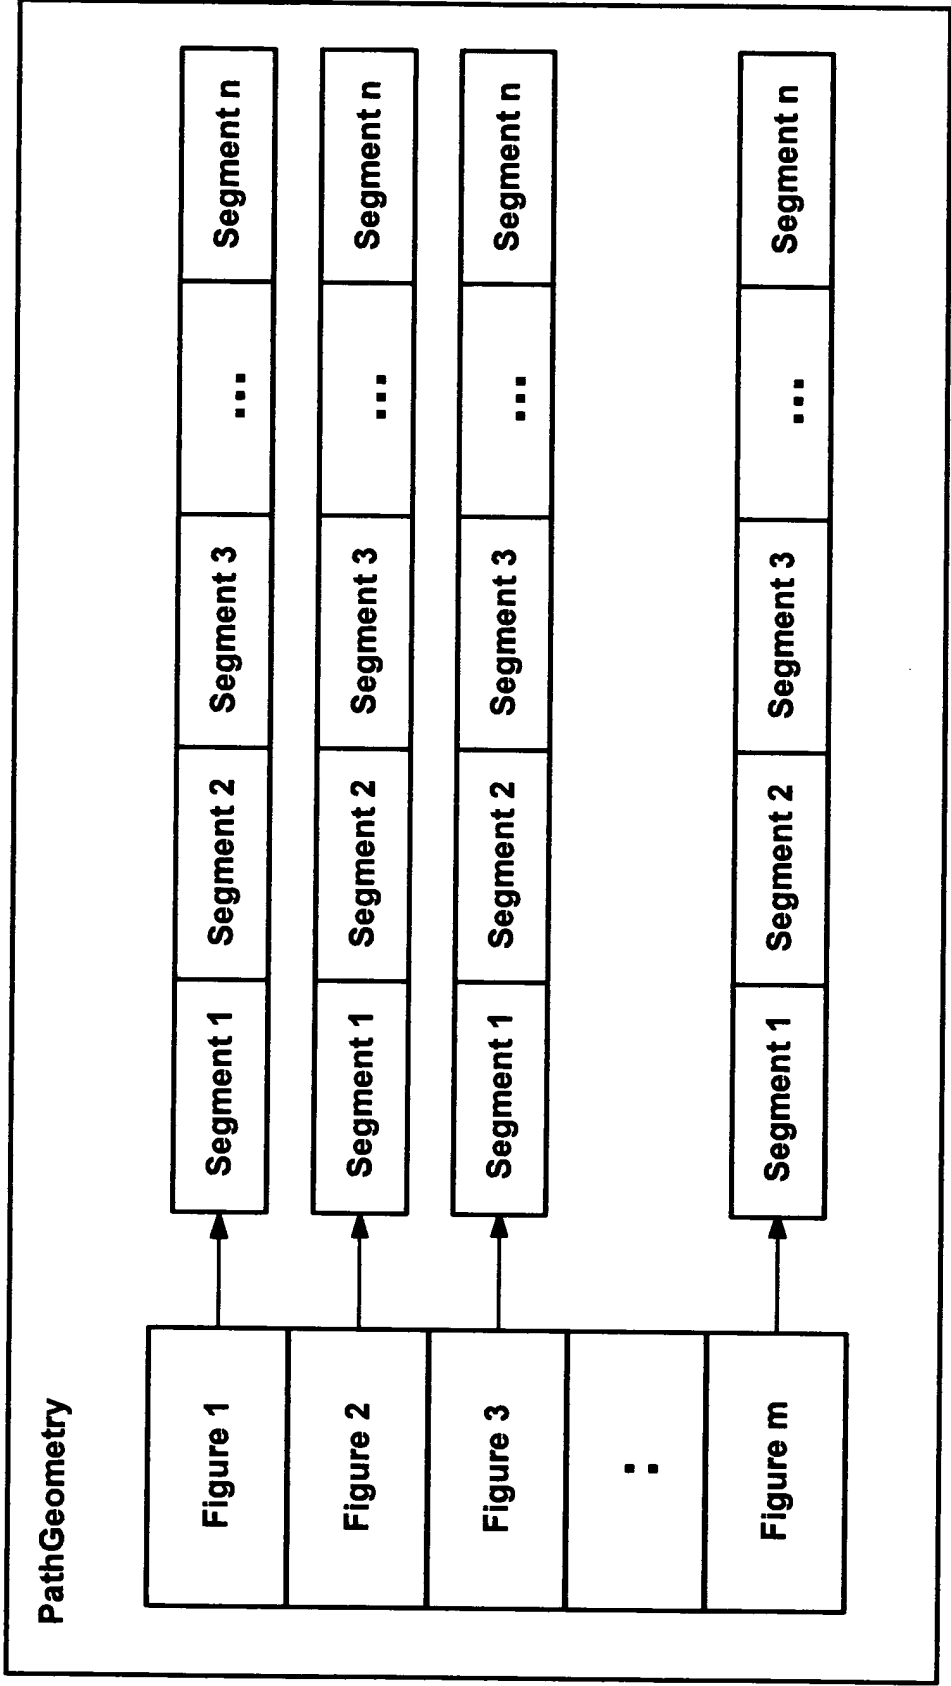 PathGeometry
Figure 1
Segment 1
Segment 2
Segment 3
...
Segment n
Figure 2
Segment 1
Segment 2
Segment 3
...
Segment n
Figure 3
Segment 1
Segment 2
Segment 3
...
Segment n
:
Figure m
Segment 1
Segment 2
Segment 3
...
Segment n